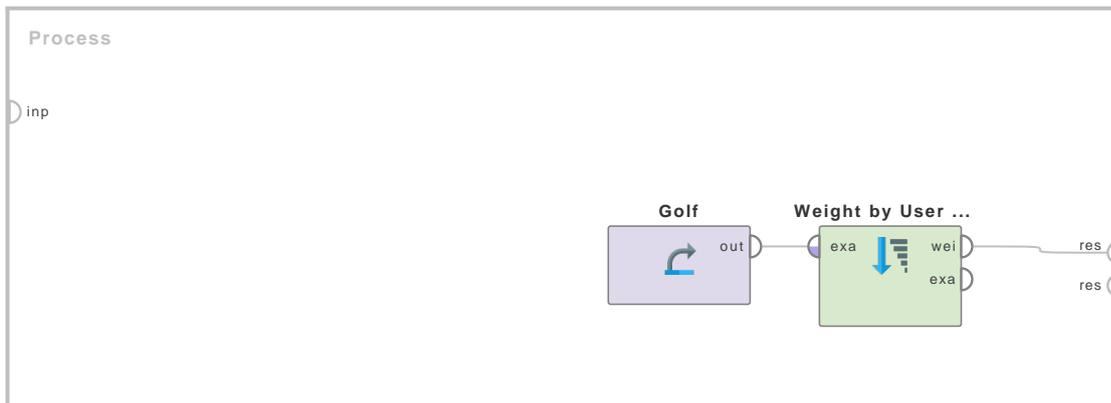 Process
inp
Golf
Weight by User ...
out
exa
wei
res
exa
res